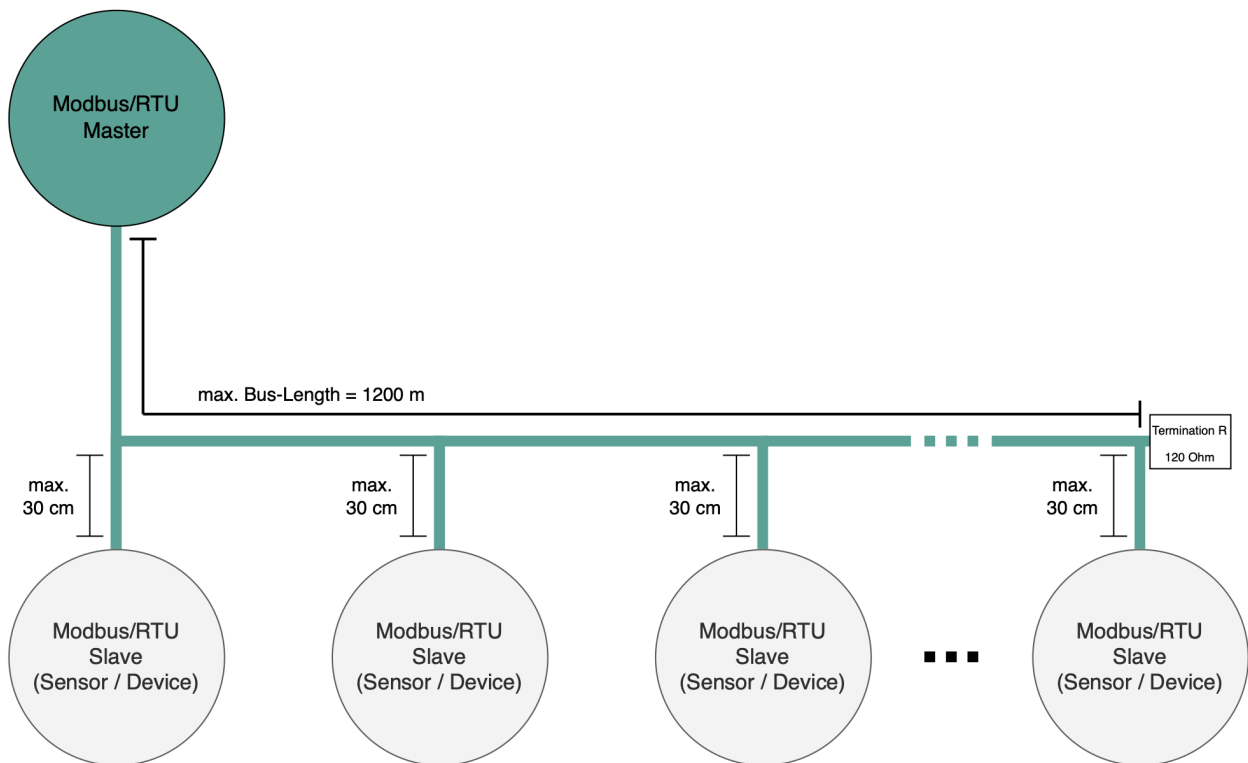 Modbus/RTU
Master
max. Bus-Length = 1200 m
Termination R
120 Ohm
max.
30 cm
max.
30 cm
max.
30 cm
max.
30 cm
Modbus/RTU
Slave
(Sensor / Device)
Modbus/RTU
Slave
(Sensor / Device)
Modbus/RTU
Slave
(Sensor / Device)
Modbus/RTU
Slave
(Sensor / Device)